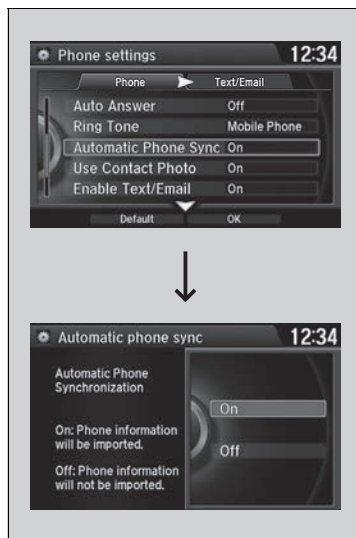 Phone settings 12:34
Phone Text/Email
Auto Answer Off
Ring Tone Mobile Phone
Automatic Phone Sync On
Use Contact Photo On
Enable Text/Email On
Default OK
Automatic phone sync 12:34
Automatic Phone
Synchronization
On: Phone information
will be imported.
Off: Phone information
will not be imported.
On
Off